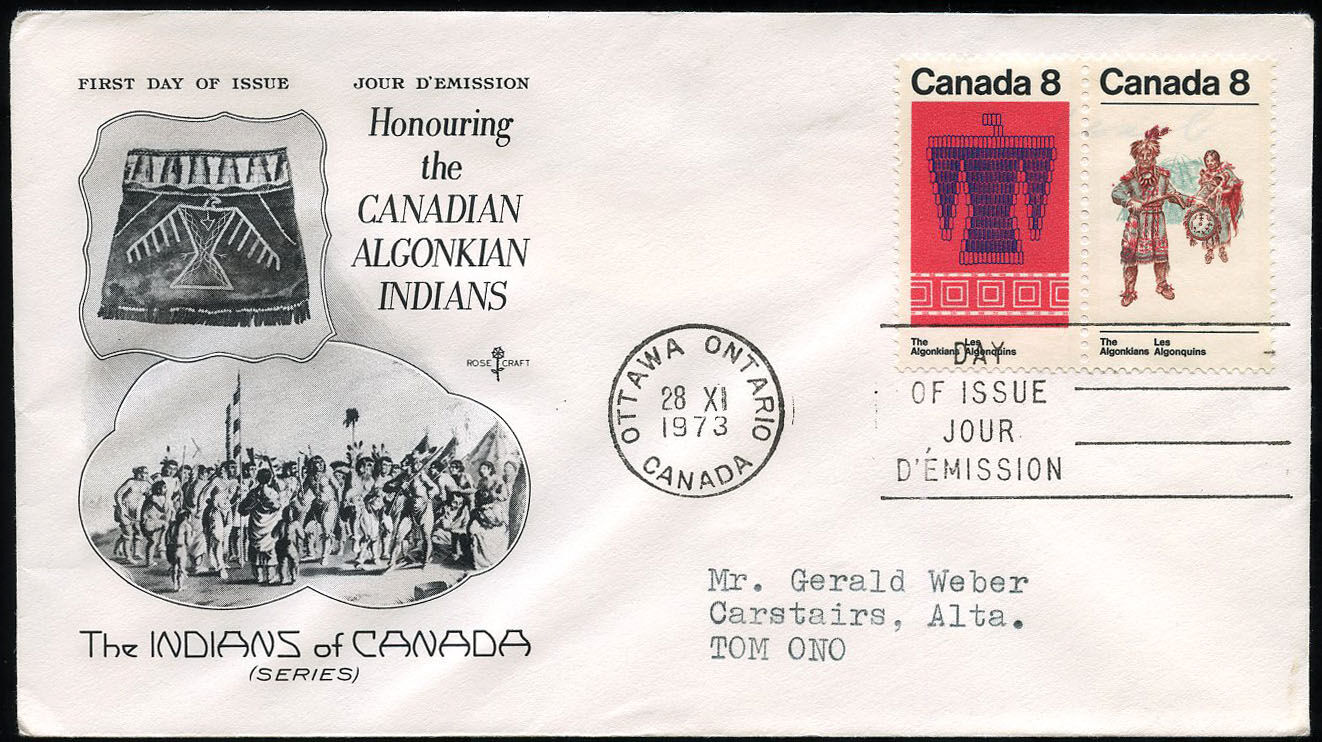 FIRST DAY OF ISSUE JOUR D'EMISSION
Honouring
the
CANADIAN
ALGONKIAN
INDIANS
ROSE CRAFT
The INDIANS of CANADA
(SERIES)
Canada 8
The Les
Algonkians Algonquins
Canada 8
The Les
Algonkians Algonquins
OTTAWA ONTARIO
28 XI
1973
CANADA
DAY
OF ISSUE
JOUR
D'ÉMISSION
Mr. Gerald Weber
Carstairs, Alta.
TOM ONO